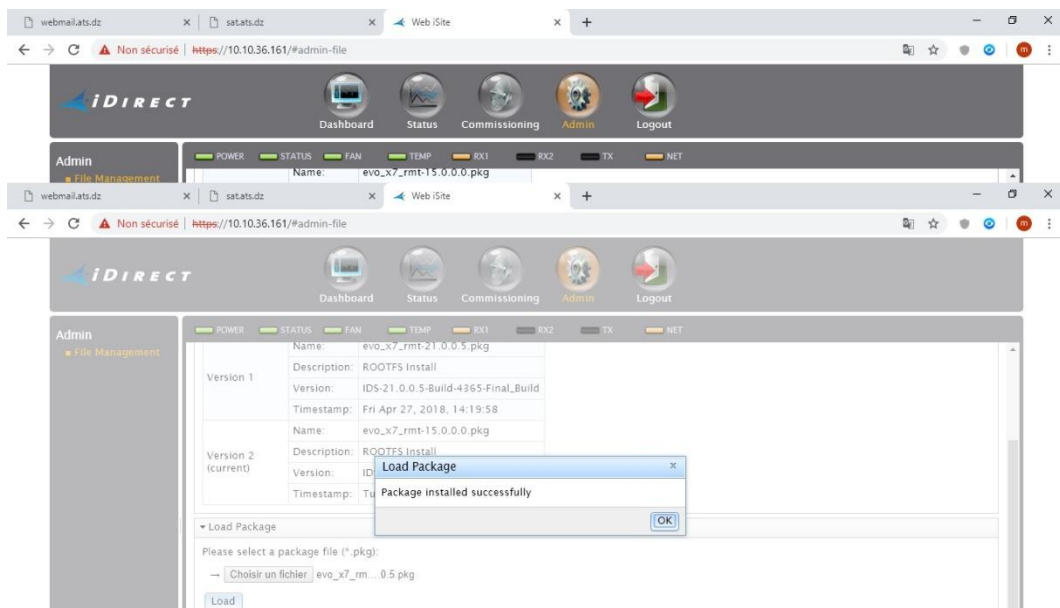 webmail.ats.dz sat.ats.dz Web iSite
Non sécurisé | https://10.10.36.161/#admin-file
iDIRECT
Dashboard Status Commissioning Admin Logout
Admin
POWER STATUS FAN TEMP RX1 RX2 TX NET
File Management
Name: evo_x7_rmt-15.0.0.0.pkg
webmail.ats.dz sat.ats.dz Web iSite
Non sécurisé | https://10.10.36.161/#admin-file
iDIRECT
Dashboard Status Commissioning Admin Logout
Admin
POWER STATUS FAN TEMP RX1 RX2 TX NET
File Management
Version 1
Name: evo_x7_rmt-21.0.0.5.pkg
Description: ROOTFS Install
Version: IDS-21.0.0.5-Build-4365-Final_Build
Timestamp: Fri Apr 27, 2018, 14:19:58
Version 2
(current)
Name: evo_x7_rmt-15.0.0.0.pkg
Description: ROOTFS Install
Version: ID
Timestamp: Tu
Load Package
Package installed successfully
OK
Load Package
Please select a package file (*.pkg):
→ Choisir un fichier evo_x7_rm....0.5.pkg
Load